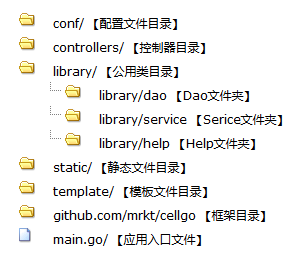 conf/ 【配置文件目录】
controllers/ 【控制器目录】
library/ 【公用类目录】
library/dao 【Dao文件夹】
library/service 【Serice文件夹】
library/help 【Help文件夹】
static/ 【静态文件目录】
template/ 【模板文件目录】
github.com/mrkt/cellgo 【框架目录】
main.go/ 【应用入口文件】